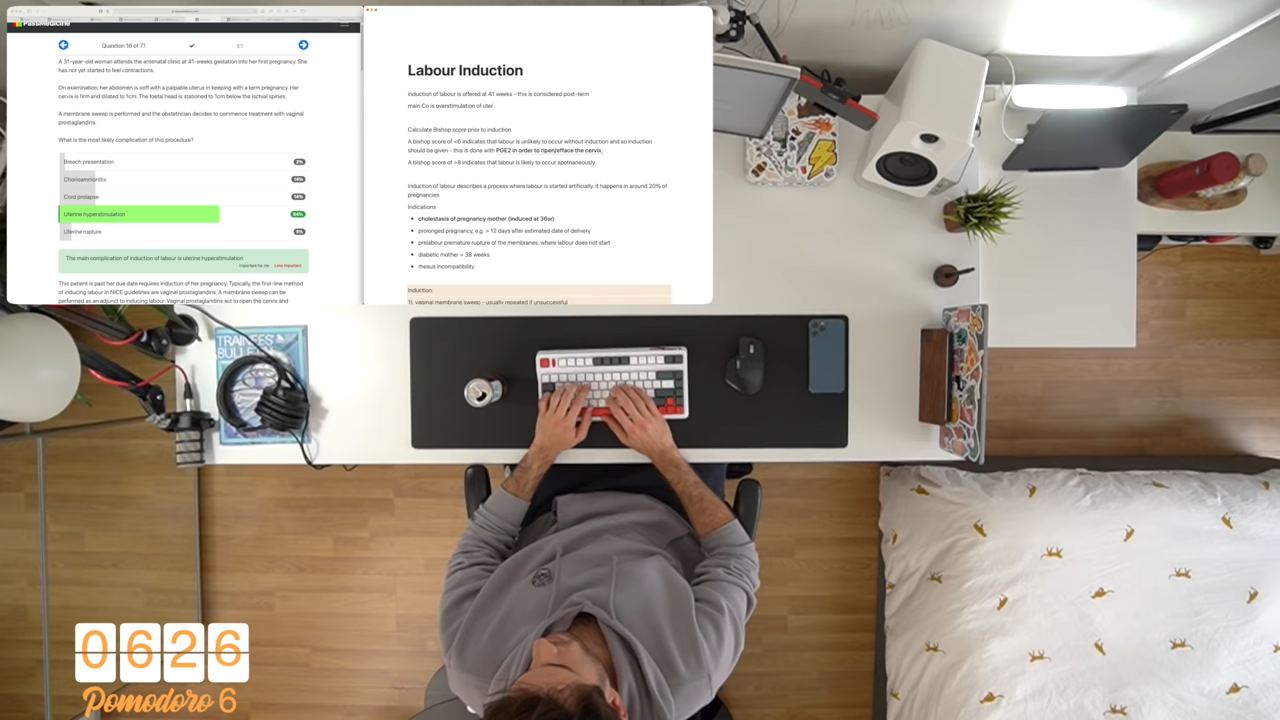 PassMedicine
Question 16 of 71
A 31-year-old woman attends the antenatal clinic at 41-weeks gestation into her first pregnancy. She
has not yet started to feel contractions.
On examination, her abdomen is soft with a palpable uterus in keeping with a term pregnancy. Her
cervix is firm and dilated to 1cm. The foetal head is stationed to 1cm below the ischial spines.
A membrane sweep is performed and the obstetrician decides to commence treatment with vaginal
prostaglandins.
What is the most likely complication of this procedure?
Breech presentation
2%
Chorioamnionitis
14%
Cord prolapse
14%
Uterine hyperstimulation
64%
Uterine rupture
The main complication of induction of labour is uterine hyperstimulation
Important for me Less important
This patient is past her due date requires induction of her pregnancy. Typically, the first-line method
of inducing labour in NICE guidelines are vaginal prostaglandins. A membrane sweep can be
performed as an adjunct to inducing labour. Vaginal prostaglandins act to ripen the cervix and
Labour Induction
induction of labour is offered at 41 weeks - this is considered post-term
main Co is overstimulation of uter
Calculate Bishop score prior to induction
A bishop score of <6 indicates that labour is unlikely to occur without induction and so induction
should be given - this is done with PGE2 in order to ripen/efface the cervix.
A bishop score of >8 indicates that labour is likely to occur spotnaneously
Induction of labour describes a process where labour is started artificially. It happens in around 20% of
pregnancies
Indications
• cholestasis of pregnancy mother (induced at 36w)
• prolonged pregnancy, e.g. > 12 days after estimated date of delivery
• prelabour premature rupture of the membranes, where labour does not start
• diabetic mother > 38 weeks
• rhesus incompatibility
Induction:
1). vaginal membrane sweep - usually repeated if unsuccessful
TRAINEES'
BULLETIN
0626
Pomodoro 6